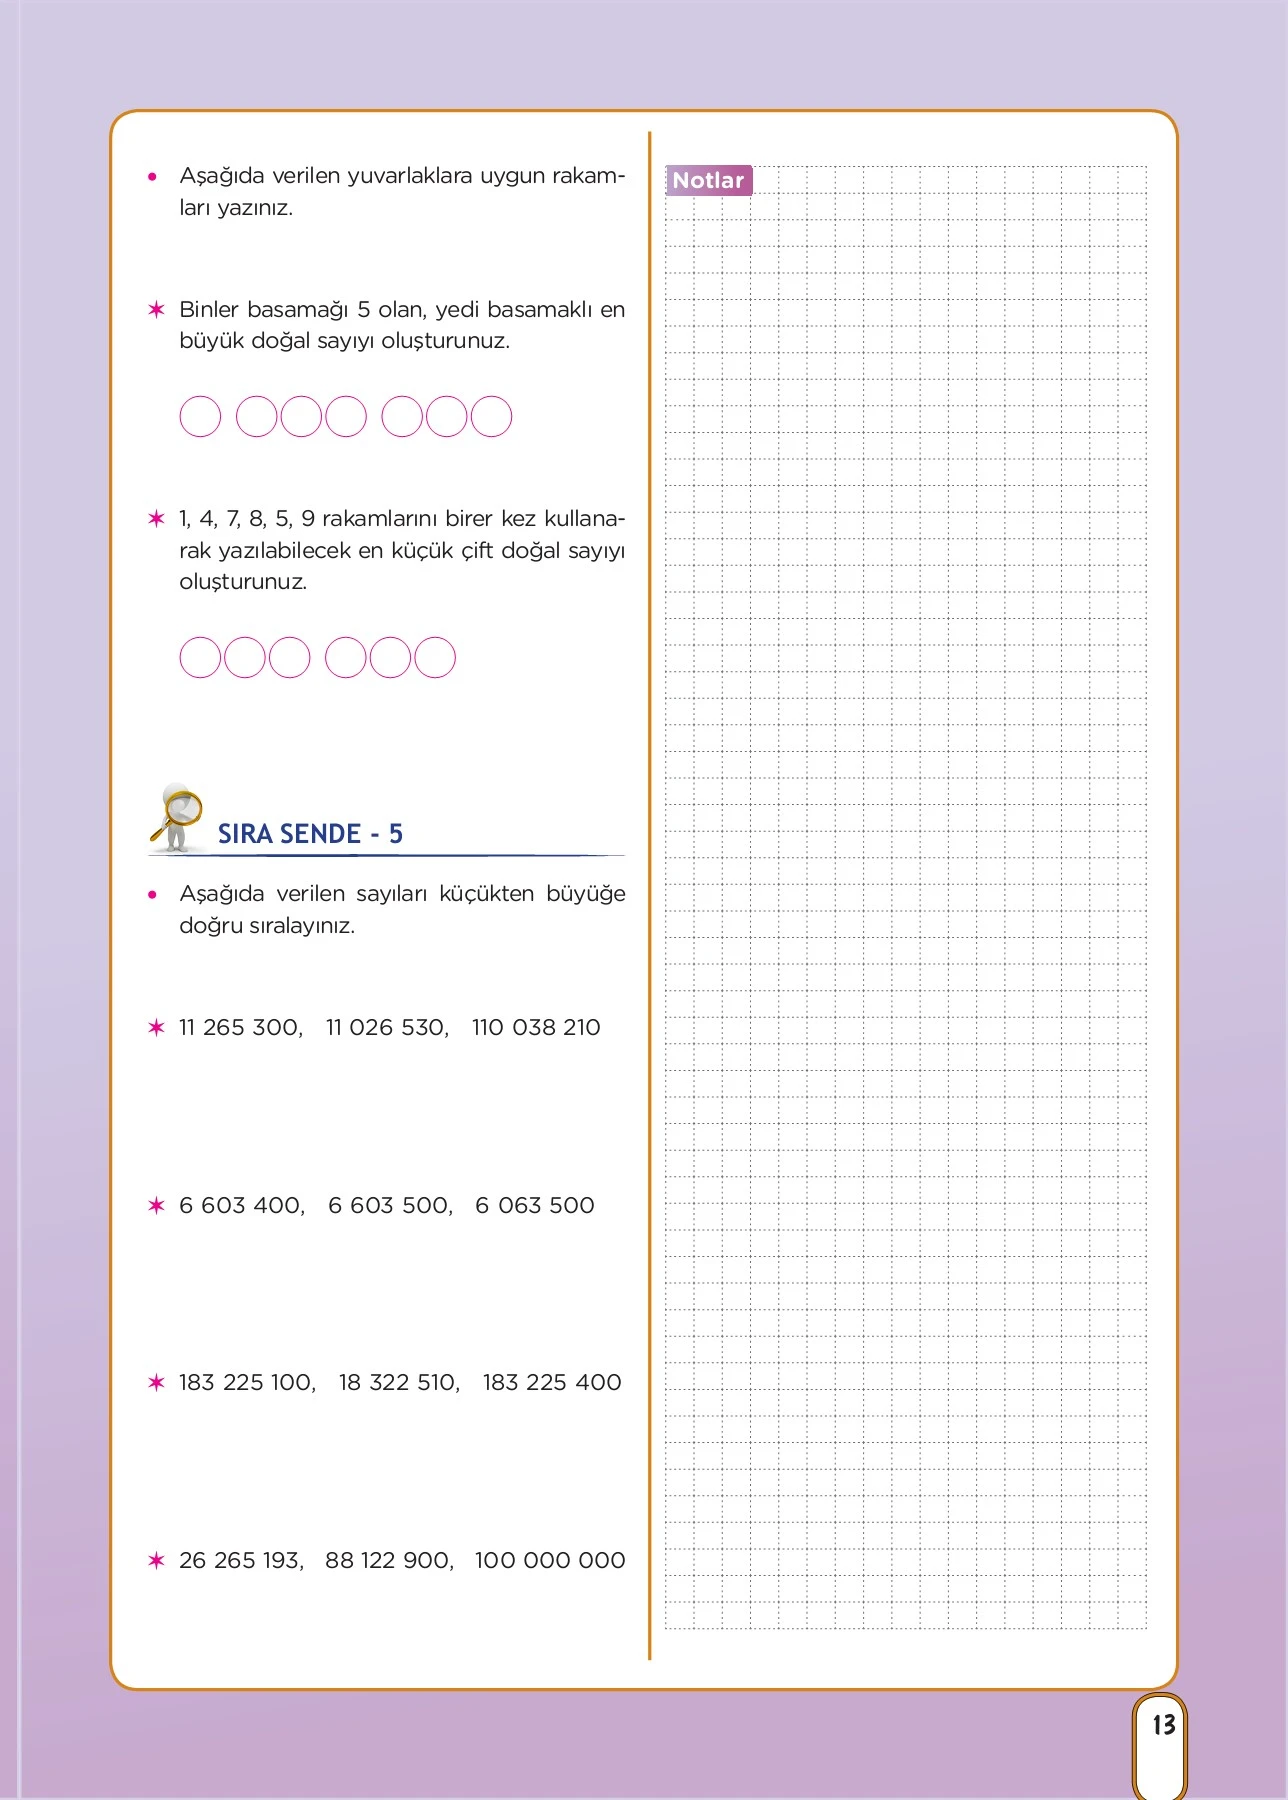 • Aşağıda verilen yuvarlaklara uygun rakam-
ları yazınız.
✶ Binler basamağı 5 olan, yedi basamaklı en
büyük doğal sayıyı oluşturunuz.
✶ 1, 4, 7, 8, 5, 9 rakamlarını birer kez kullana-
rak yazılabilecek en küçük çift doğal sayıyı
oluşturunuz.
SIRA SENDE - 5
• Aşağıda verilen sayıları küçükten büyüğe
doğru sıralayınız.
✶ 11 265 300, 11 026 530, 110 038 210
✶ 6 603 400, 6 603 500, 6 063 500
✶ 183 225 100, 18 322 510, 183 225 400
✶ 26 265 193, 88 122 900, 100 000 000
Notlar
13